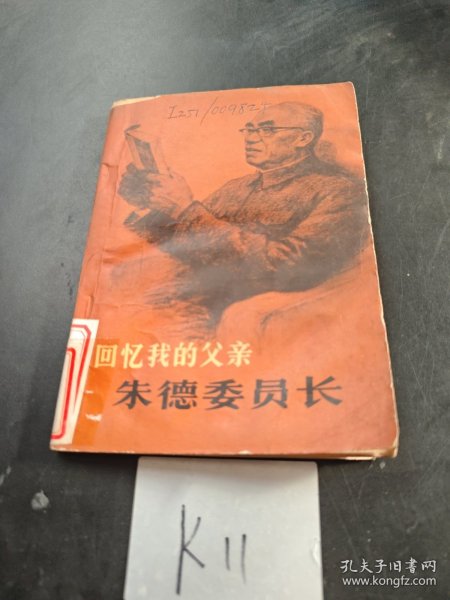 I251/00982
回忆我的父亲
朱德委员长
K11
孔夫子旧书网
www.kongfz.com